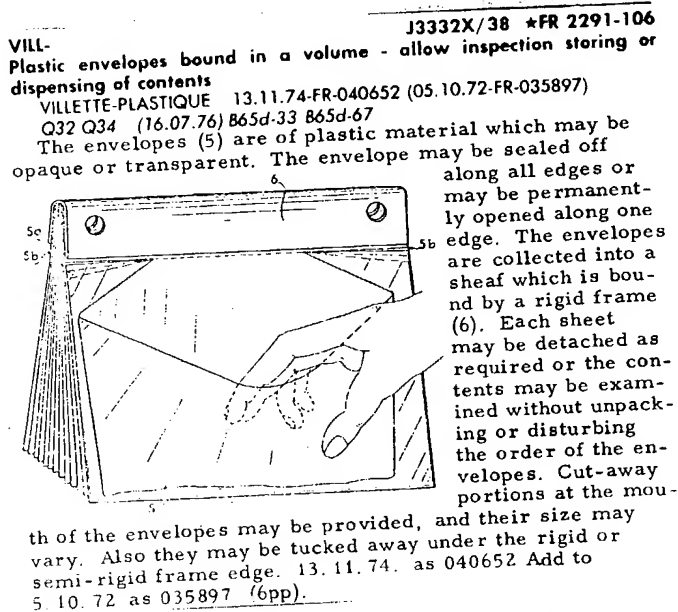 J3332X/38 ★FR 2291-106
VILL-
Plastic envelopes bound in a volume - allow inspection storing or
dispensing of contents
VILLETTE-PLASTIQUE 13.11.74-FR-040652 (05.10.72-FR-035897)
Q32 Q34 (16.07.76) B65d-33 B65d-67
The envelopes (5) are of plastic material which may be
opaque or transparent. The envelope may be sealed off
along all edges or
may be permanent-
ly opened along one
edge. The envelopes
are collected into a
sheaf which is bou-
nd by a rigid frame
(6). Each sheet
may be detached as
required or the con-
tents may be exam-
ined without unpack-
ing or disturbing
the order of the en-
velopes. Cut-away
portions at the mou-
th of the envelopes may be provided, and their size may
vary. Also they may be tucked away under the rigid or
semi-rigid frame edge. 13.11.74. as 040652 Add to
5.10.72 as 035897 (6pp).
6
5a
5b
5b
5